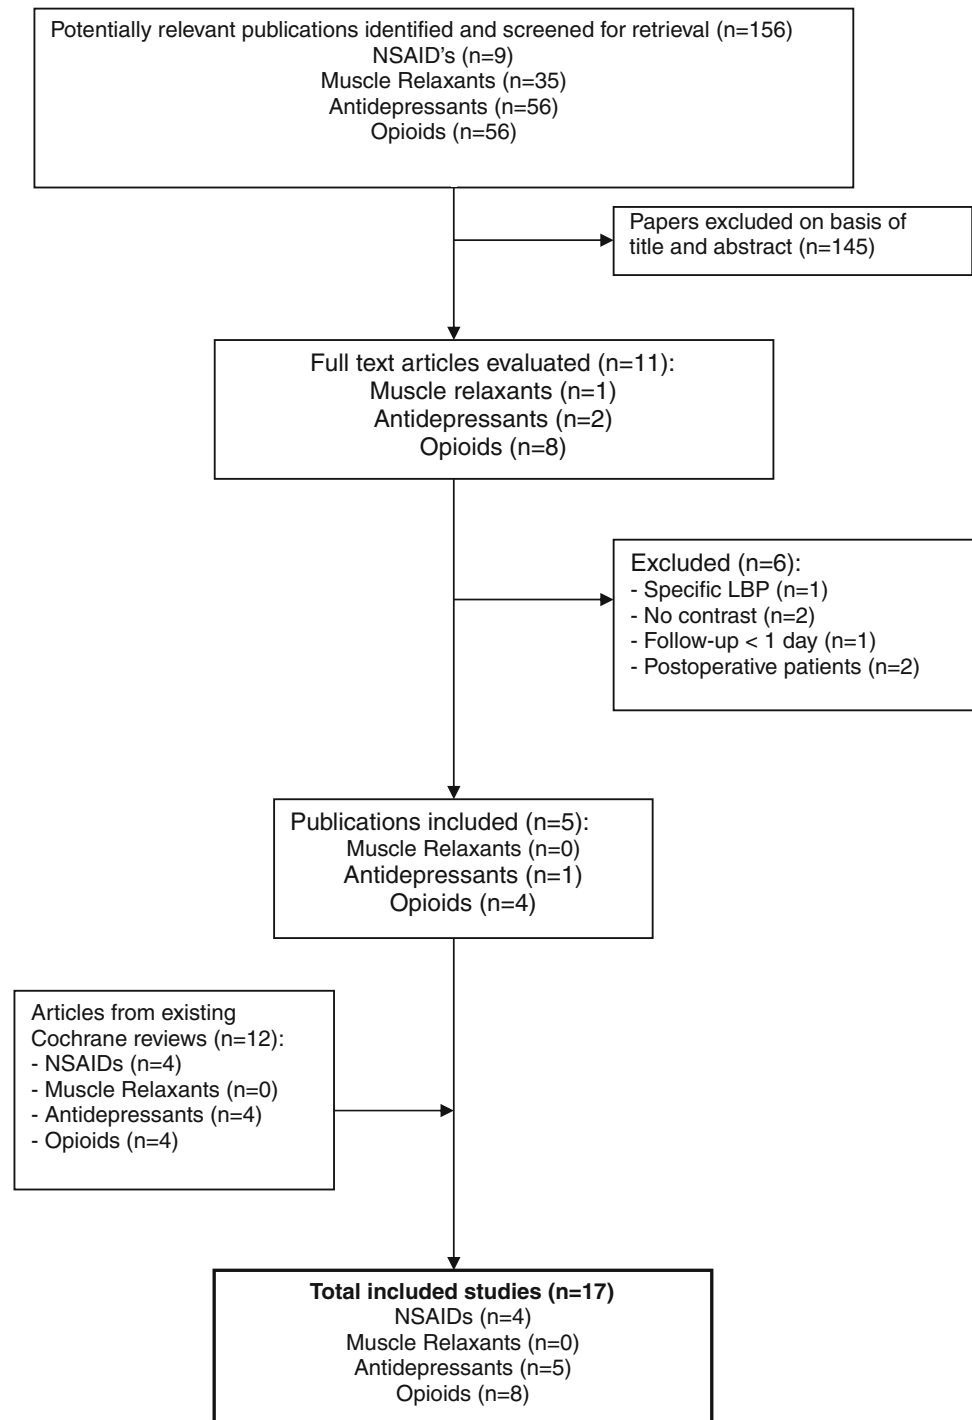 Potentially relevant publications identified and screened for retrieval (n=156)
NSAID's (n=9)
Muscle Relaxants (n=35)
Antidepressants (n=56)
Opioids (n=56)
Papers excluded on basis of
title and abstract (n=145)
Full text articles evaluated (n=11):
Muscle relaxants (n=1)
Antidepressants (n=2)
Opioids (n=8)
Excluded (n=6):
- Specific LBP (n=1)
- No contrast (n=2)
- Follow-up < 1 day (n=1)
- Postoperative patients (n=2)
Publications included (n=5):
Muscle Relaxants (n=0)
Antidepressants (n=1)
Opioids (n=4)
Articles from existing
Cochrane reviews (n=12):
- NSAIDs (n=4)
- Muscle Relaxants (n=0)
- Antidepressants (n=4)
- Opioids (n=4)
Total included studies (n=17)
NSAIDs (n=4)
Muscle Relaxants (n=0)
Antidepressants (n=5)
Opioids (n=8)